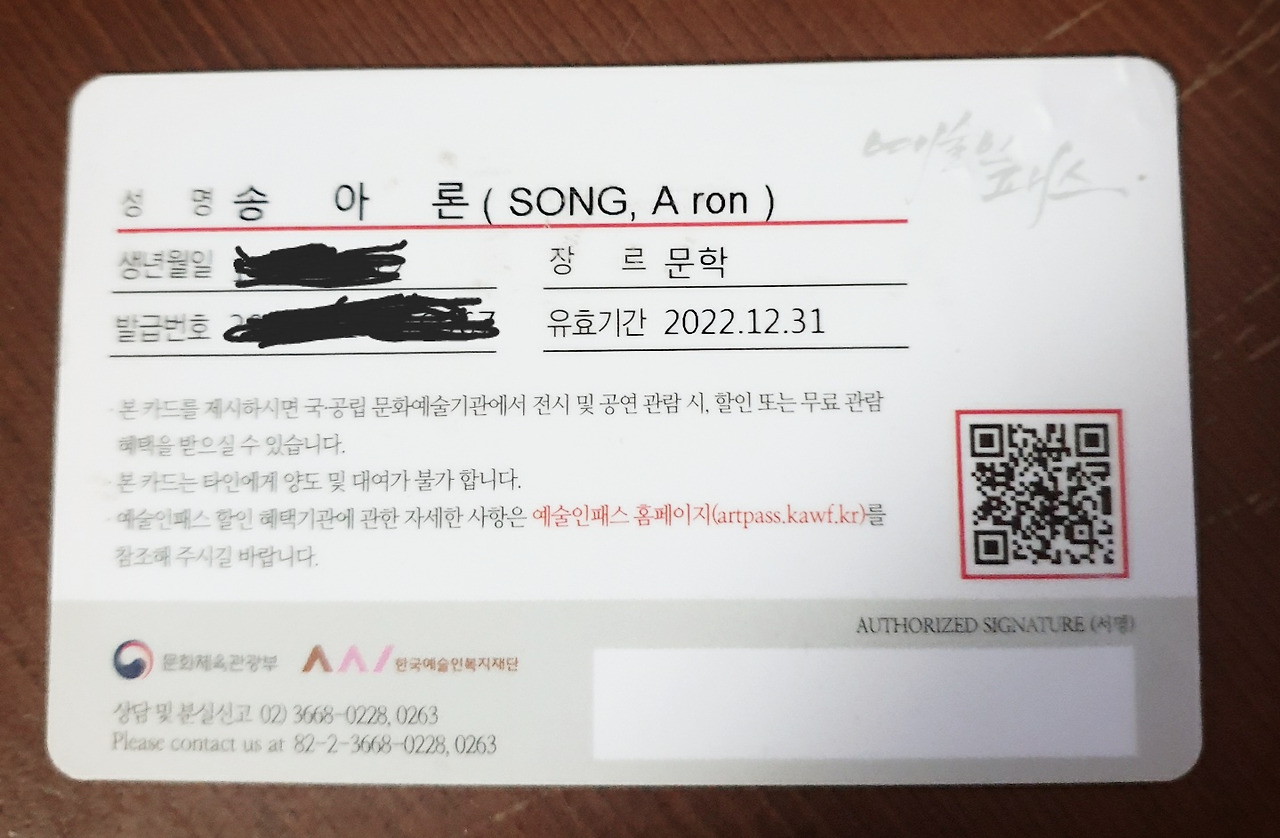 예술인패스
성 명 송 아 론 ( SONG, A ron )
생년월일
장 르 문학
발급번호
유효기간 2022.12.31
· 본 카드를 제시하시면 국·공립 문화예술기관에서 전시 및 공연 관람 시, 할인 또는 무료 관람
혜택을 받으실 수 있습니다.
· 본 카드는 타인에게 양도 및 대여가 불가 합니다.
· 예술인패스 할인 혜택기관에 관한 자세한 사항은 예술인패스 홈페이지(artpass.kawf.kr)를
참조해 주시길 바랍니다.
AUTHORIZED SIGNATURE (서명)
문화체육관광부 한국예술인복지재단
상담 및 분실신고 02) 3668-0228, 0263
Please contact us at 82-2-3668-0228, 0263